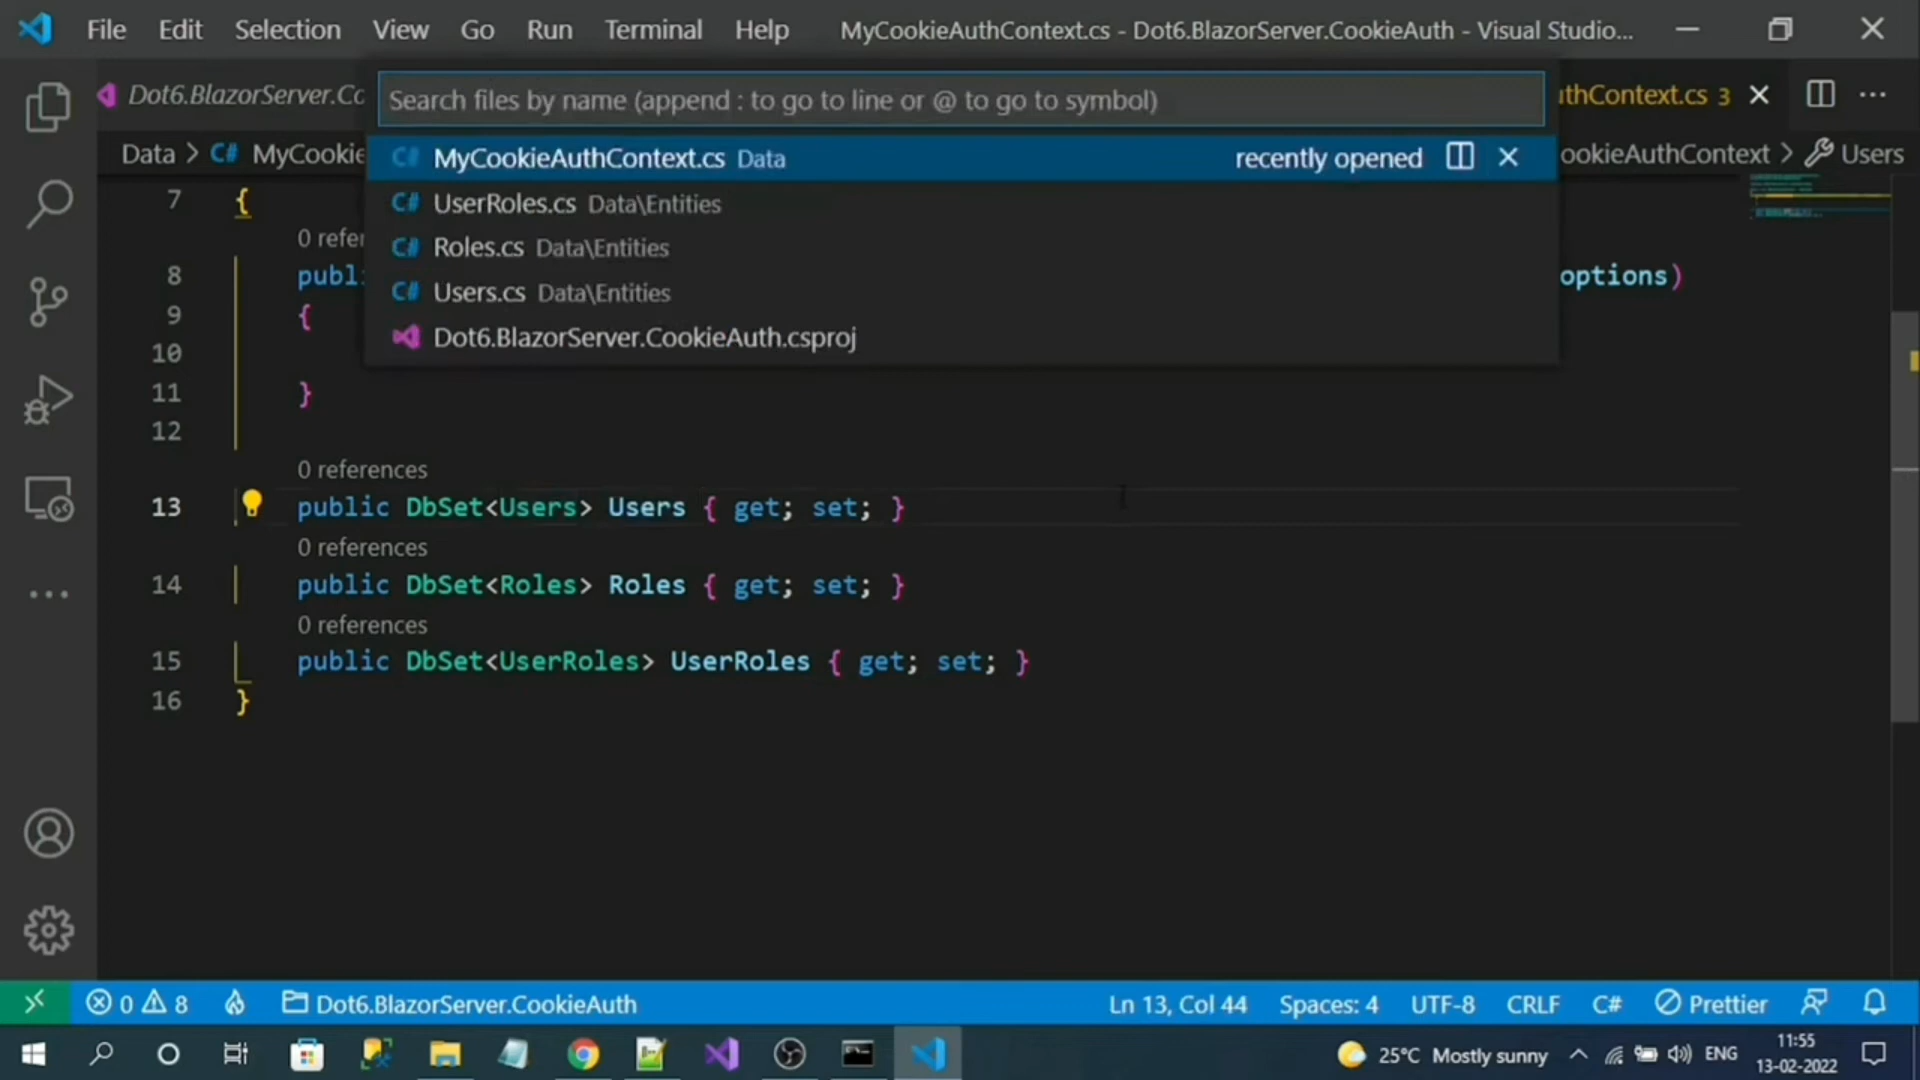 File Edit Selection View Go Run Terminal Help MyCookieAuthContext.cs - Dot6.BlazorServer.CookieAuth - Visual Studio...
Dot6.BlazorServer.Co
Search files by name (append : to go to line or @ to go to symbol)
thContext.cs 3
Data > C# MyCookie
ookieAuthContext > Users
MyCookieAuthContext.cs Data recently opened
C# UserRoles.cs Data\Entities
C# Roles.cs Data\Entities
C# Users.cs Data\Entities
Dot6.BlazorServer.CookieAuth.csproj
7 {
0 refer
8 publi options)
9 {
10
11 }
12
0 references
13 public DbSet<Users> Users { get; set; }
0 references
14 public DbSet<Roles> Roles { get; set; }
0 references
15 public DbSet<UserRoles> UserRoles { get; set; }
16 }
0 8 Dot6.BlazorServer.CookieAuth Ln 13, Col 44 Spaces: 4 UTF-8 CRLF C# Prettier
25°C Mostly sunny ENG 11:55
13-02-2022